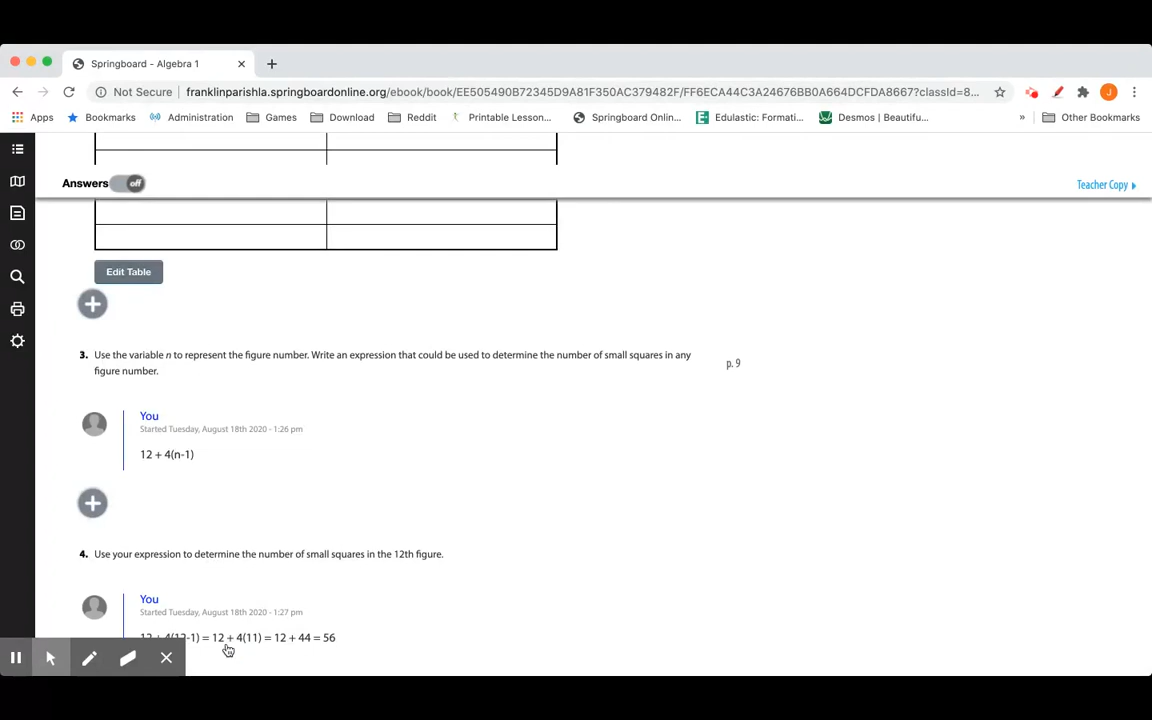 Springboard - Algebra 1
Not Secure | franklinparishla.springboardonline.org/ebook/book/EE505490B72345D9A81F350AC379482F/FF6ECA44C3A24676BB0A664DCFDA8667?classId=8...
Apps Bookmarks Administration Games Download Reddit Printable Lesson... Springboard Onlin... Edulastic: Formati... Desmos | Beautifu... » Other Bookmarks
Answers off Teacher Copy
Edit Table
3. Use the variable n to represent the figure number. Write an expression that could be used to determine the number of small squares in any
figure number.
p. 9
You
Started Tuesday, August 18th 2020 - 1:26 pm
12 + 4(n-1)
4. Use your expression to determine the number of small squares in the 12th figure.
You
Started Tuesday, August 18th 2020 - 1:27 pm
12 + 4(12-1) = 12 + 4(11) = 12 + 44 = 56